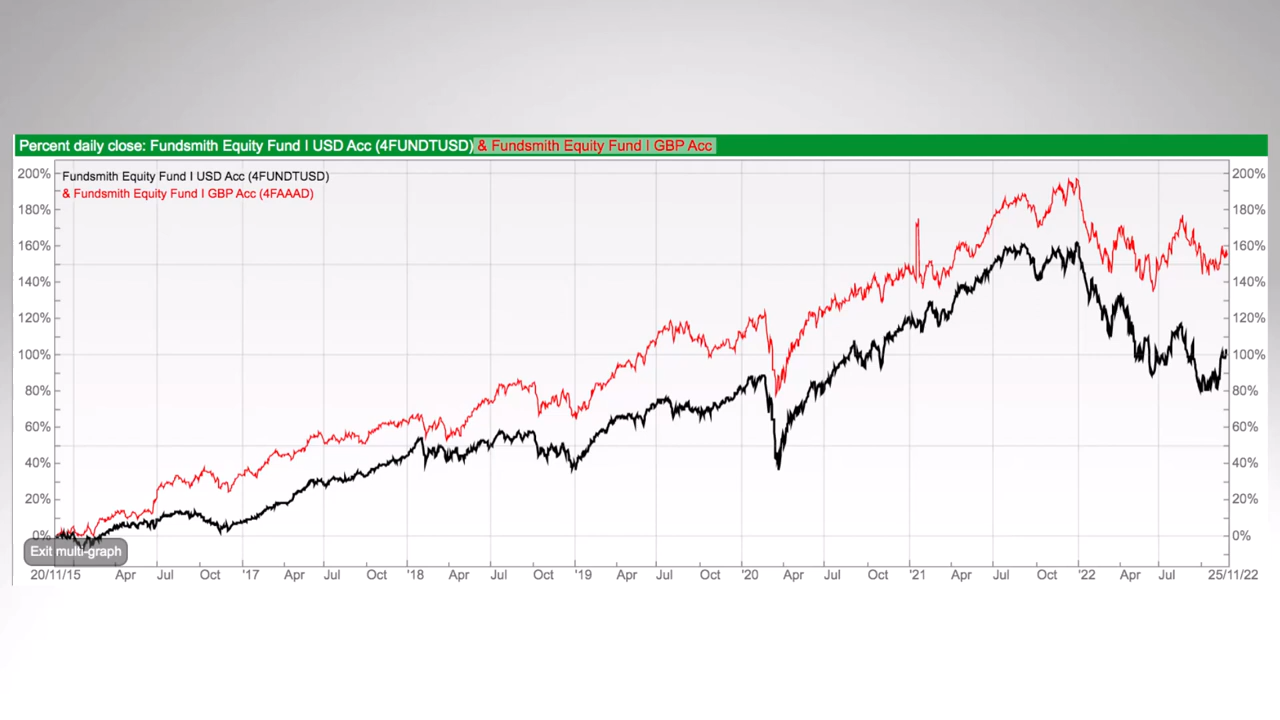 Percent daily close: Fundsmith Equity Fund I USD Acc (4FUNDTUSD) & Fundsmith Equity Fund I GBP Acc
Fundsmith Equity Fund I USD Acc (4FUNDTUSD)
& Fundsmith Equity Fund I GBP Acc (4FAAAD)
200% 200%
180% 180%
160% 160%
140% 140%
120% 120%
100% 100%
80% 80%
60% 60%
40% 40%
20% 20%
0% 0%
Exit multi-graph
20/11/15 Apr Jul Oct '17 Apr Jul Oct '18 Apr Jul Oct '19 Apr Jul Oct '20 Apr Jul Oct '21 Apr Jul Oct '22 Apr Jul 25/11/22